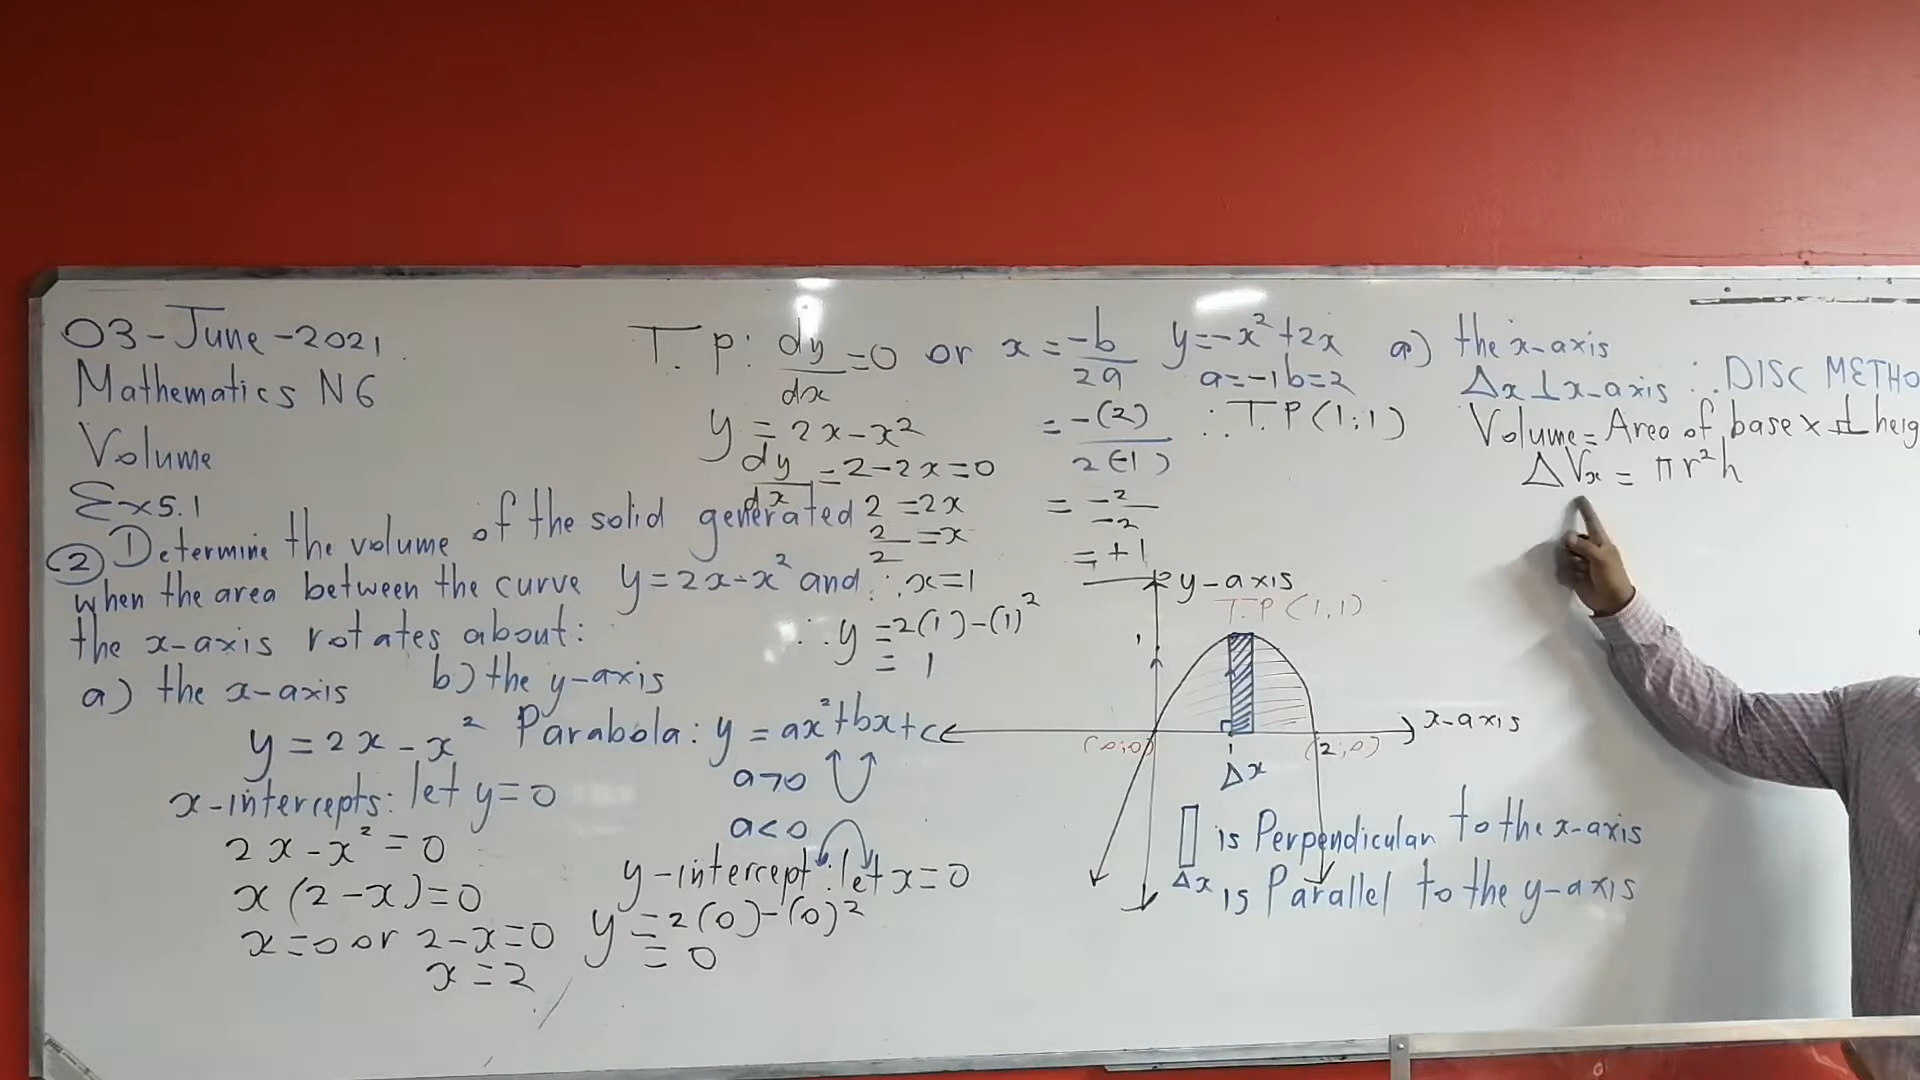 03-June-2021.
Mathematics N6
Volume
Ex5.1
② ① Determine the volume of the solid generated
when the area between the curve y=2x-x² and
the x-axis rotates about:
a) the x-axis b) the y-axis
y=2x-x² Parabola: y=ax²+bx+c
x-intercepts: let y=0
2x-x²=0
x(2-x)=0
x=0 or 2-x=0
x=2
a>0
a<0
y-intercept: let x=0
y=2(0)-(0)²
=0
T.p: dy/dx=0 or x=-b/2a
y=2x-x²
dy/dx=2-2x=0
2=2x
2/2=x
∴x=1
∴y=2(1)-(1)²
=1
y=-x²+2x
a=-1 b=2
=-(2)/2(-1)
=-2/-2
=+1
∴T.P(1;1)
y-axis
T.P(1;1)
1
x-axis
(0;0)
1
(2;0)
Δx
is Perpendicular to the x-axis
Δx is Parallel to the y-axis
a) the x-axis
Δx⊥x-axis ∴DISC METHO
Volume=Area of base x ⊥ heig
ΔVx=πr²h